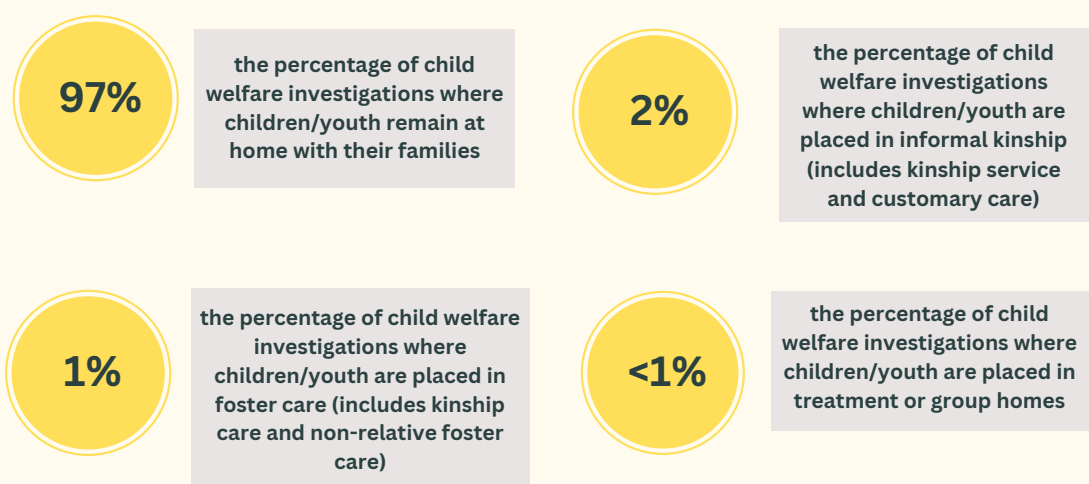 97%
the percentage of child
welfare investigations where
children/youth remain at
home with their families
2%
the percentage of child
welfare investigations
where children/youth are
placed in informal kinship
(includes kinship service
and customary care)
1%
the percentage of child welfare
investigations where
children/youth are placed in
foster care (includes kinship
care and non-relative foster
care)
<1%
the percentage of child
welfare investigations where
children/youth are placed in
treatment or group homes